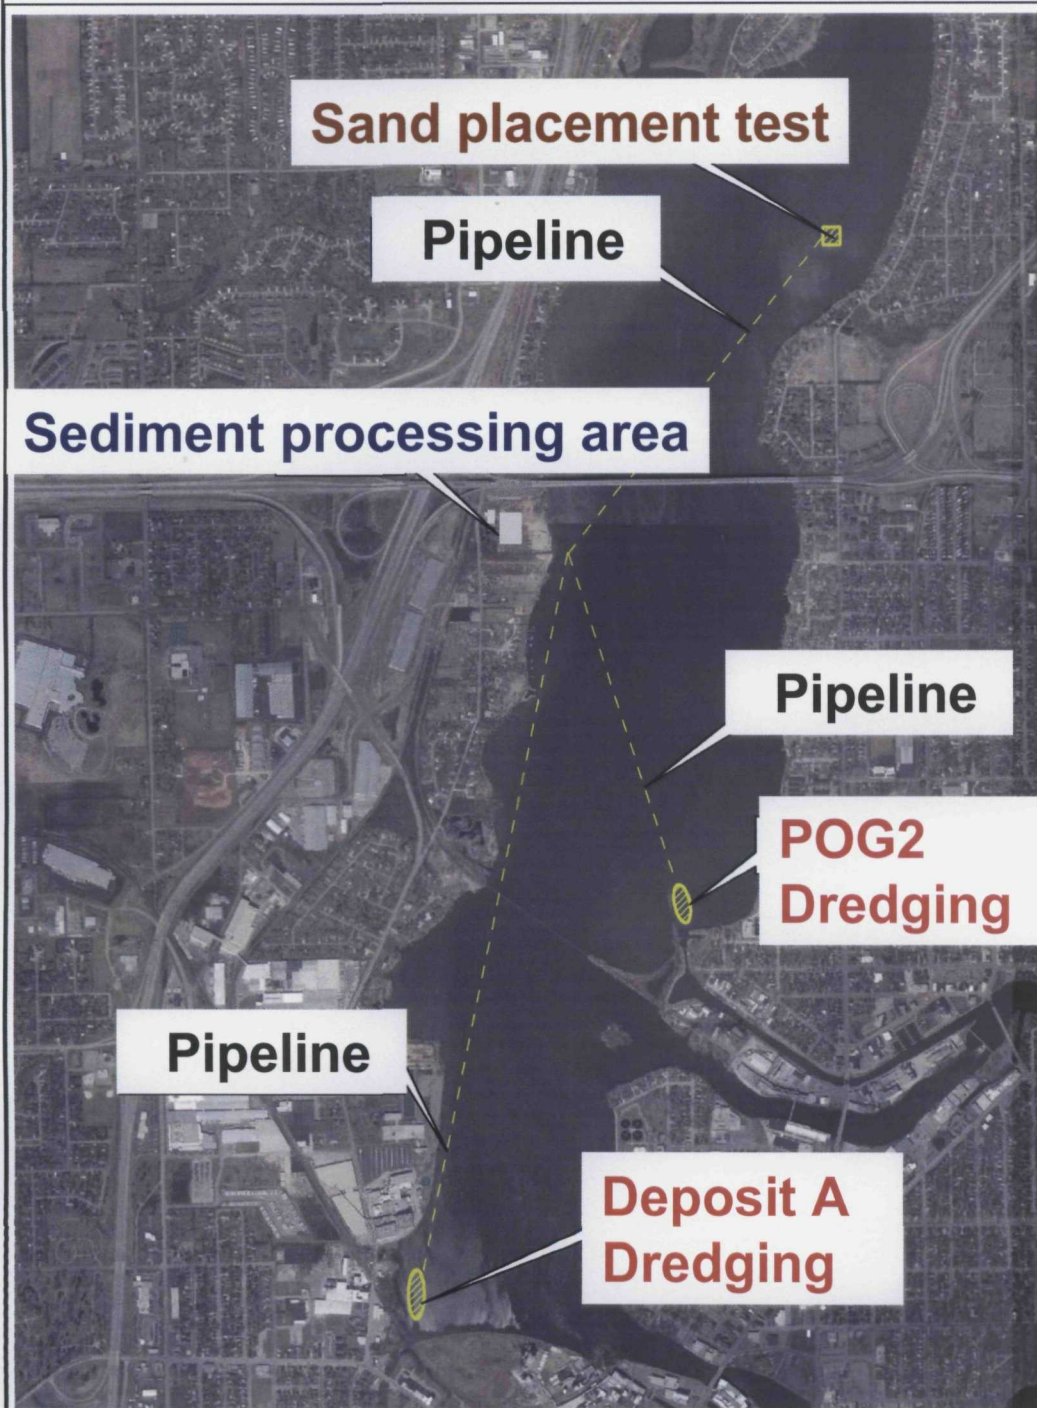 Sand placement test
Pipeline
Sediment processing area
Pipeline
POG2
Dredging
Pipeline
Deposit A
Dredging